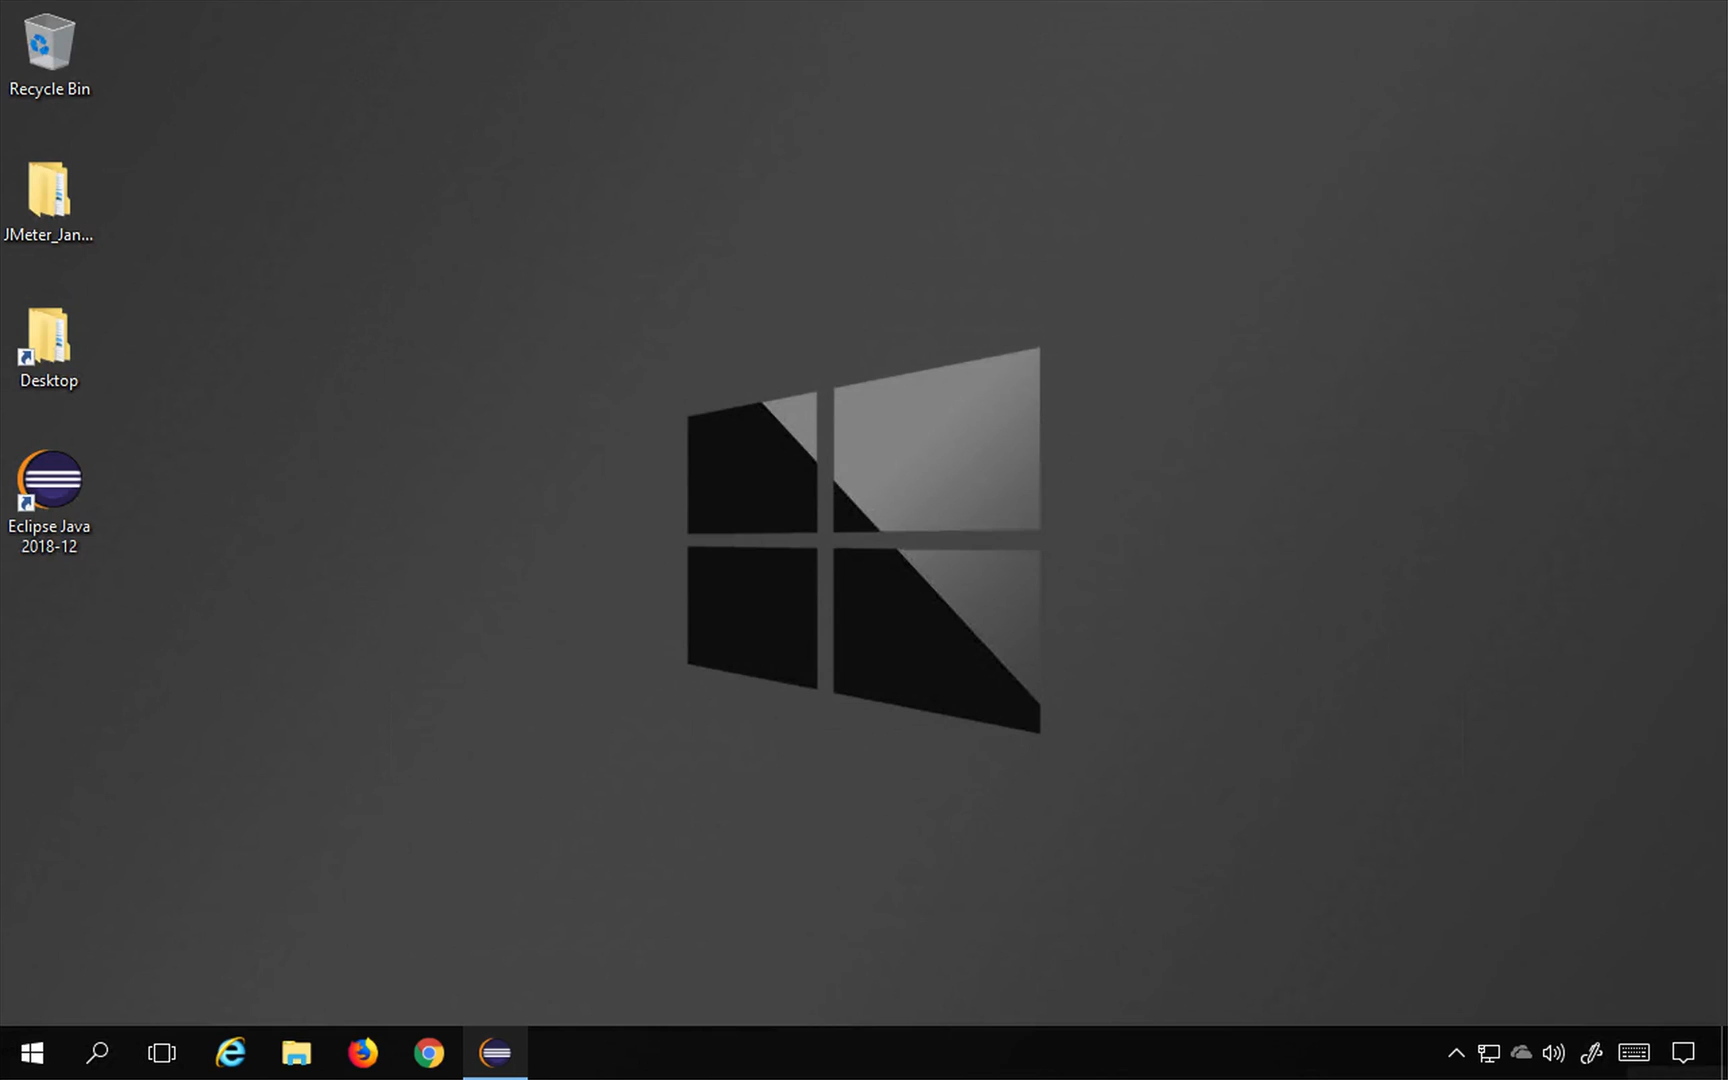 Recycle Bin
JMeter_Jan...
Desktop
Eclipse Java
2018-12